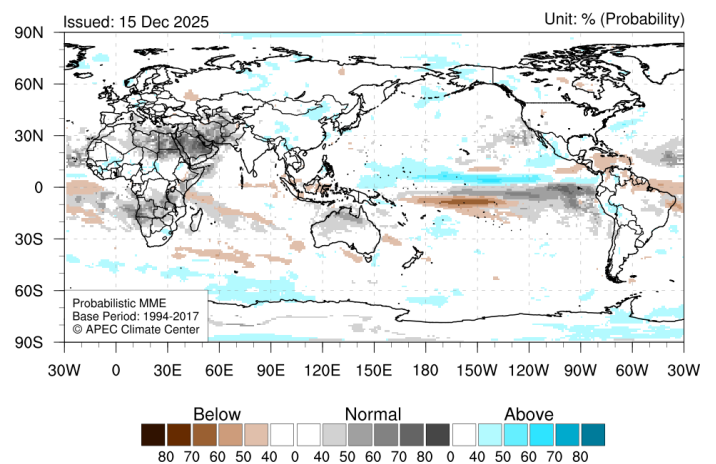 Issued: 15 Dec 2025
Unit: % (Probability)
90N
60N
30N
0
30S
60S
90S
Probabilistic MME
Base Period: 1994-2017
© APEC Climate Center
30W 0 30E 60E 90E 120E 150E 180 150W 120W 90W 60W 30W
Below Normal Above
80 70 60 50 40 0 40 50 60 70 80 0 40 50 60 70 80